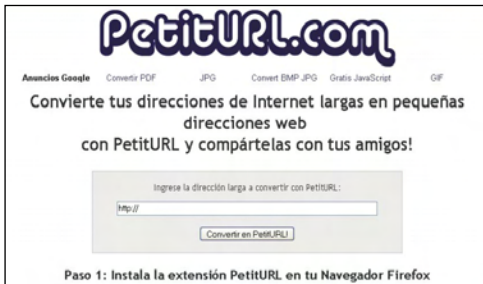 PetitURL.com
Anuncios Google Convertir PDF JPG Convert BMP JPG Gratis JavaScript GIF
Convierte tus direcciones de Internet largas en pequeñas
direcciones web
con PetitURL y compártelas con tus amigos!
Ingrese la dirección larga a convertir con PetitURL:
http://
Convertir en PetitURL!
Paso 1: Instala la extensión PetitURL en tu Navegador Firefox